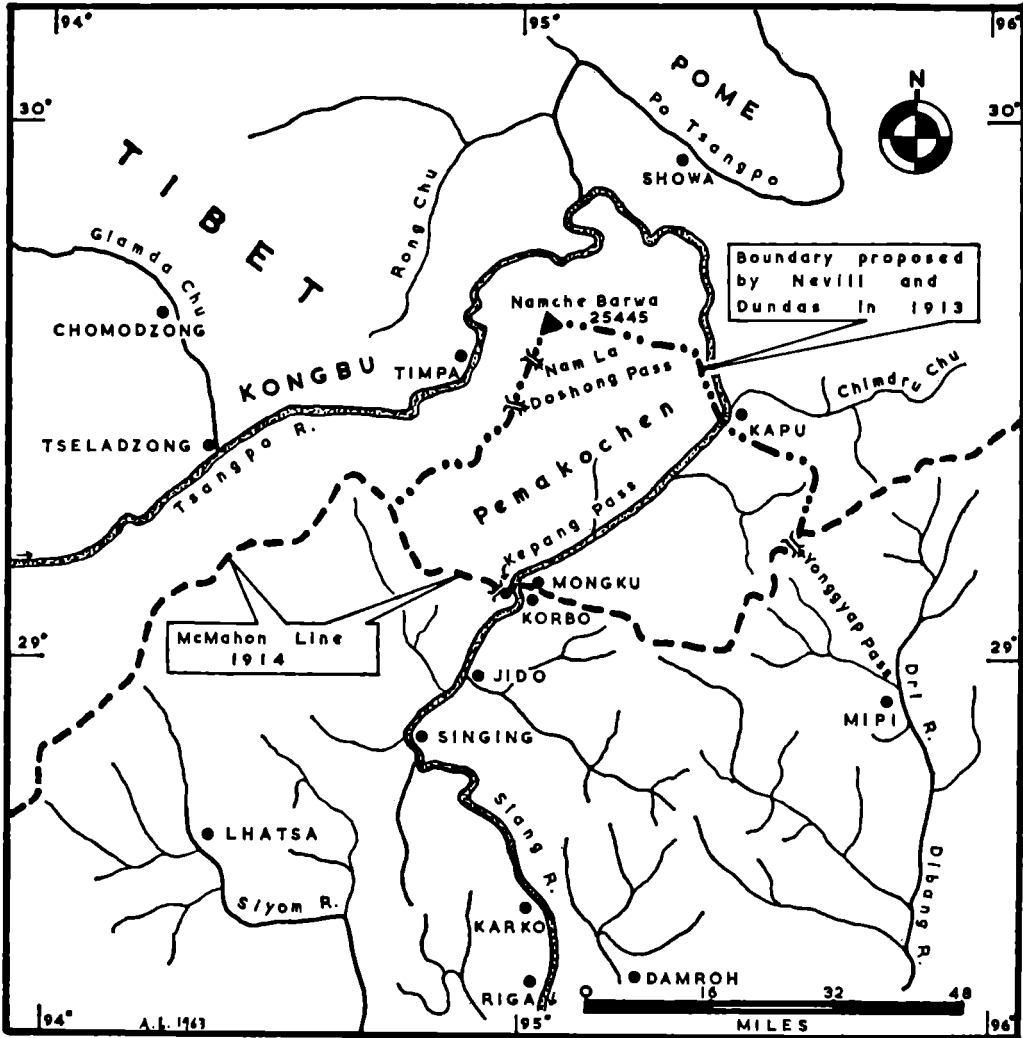 94°
95°
96°
30°
30°
N
POME
Po Tsangpo
SHOWA
TIBET
Rong Chu
Giamda Chu
CHOMODZONG
Boundary proposed
by Nevill and
Dundas in 1913
Namche Barwa
25445
KONGBU
TIMPA
Nam La
Doshong Pass
Chimdru Chu
KAPU
TSELADZONG
Tsangpo R.
Pemakochen
Kepang Pass
Yonggyap Pass
MONGKU
KORBO
McMahon Line
1914
29°
29°
JIDO
Dri R.
MIPI
SINGING
Siang R.
LHATSA
Dibang R.
Siyom R.
KARKO
DAMROH
RIGA
0 16 32 48
MILES
94°
A.L. 1963
95°
96°